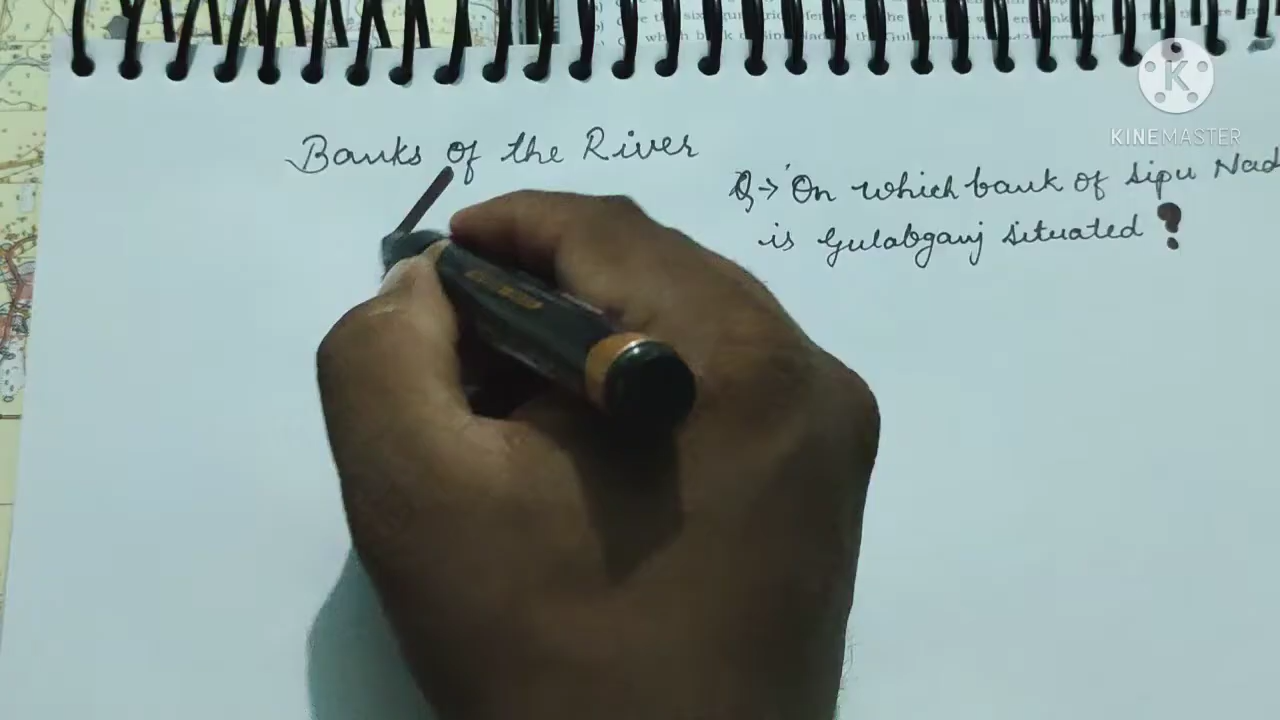 Banks of the River
Q→ 'On which bank of Sipu Nad
is Gulabganj situated ?
K
KINEMASTER